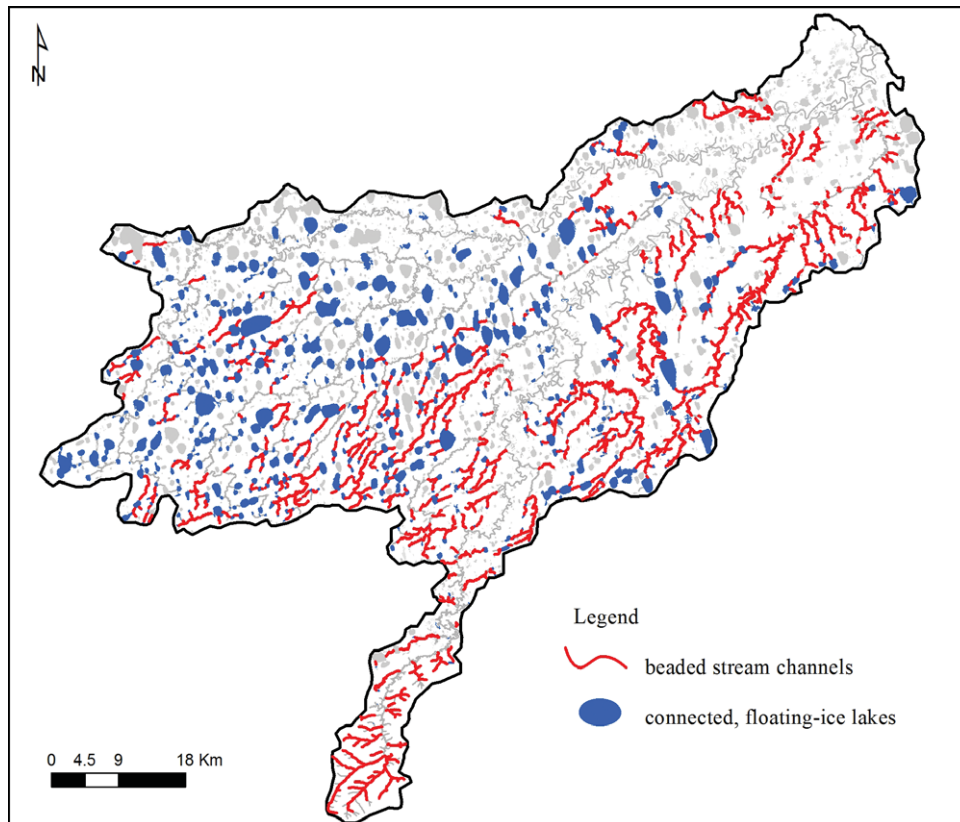 N
Legend
beaded stream channels
connected, floating-ice lakes
0 4.5 9 18 Km